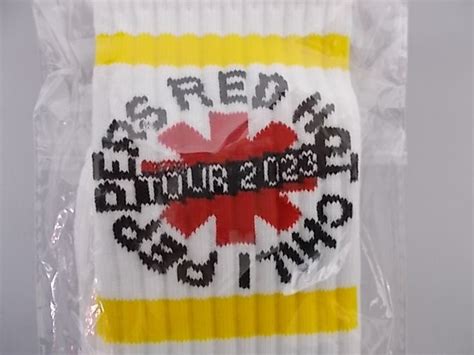 RED HOT CHILI PEPPERS
TOUR 2023